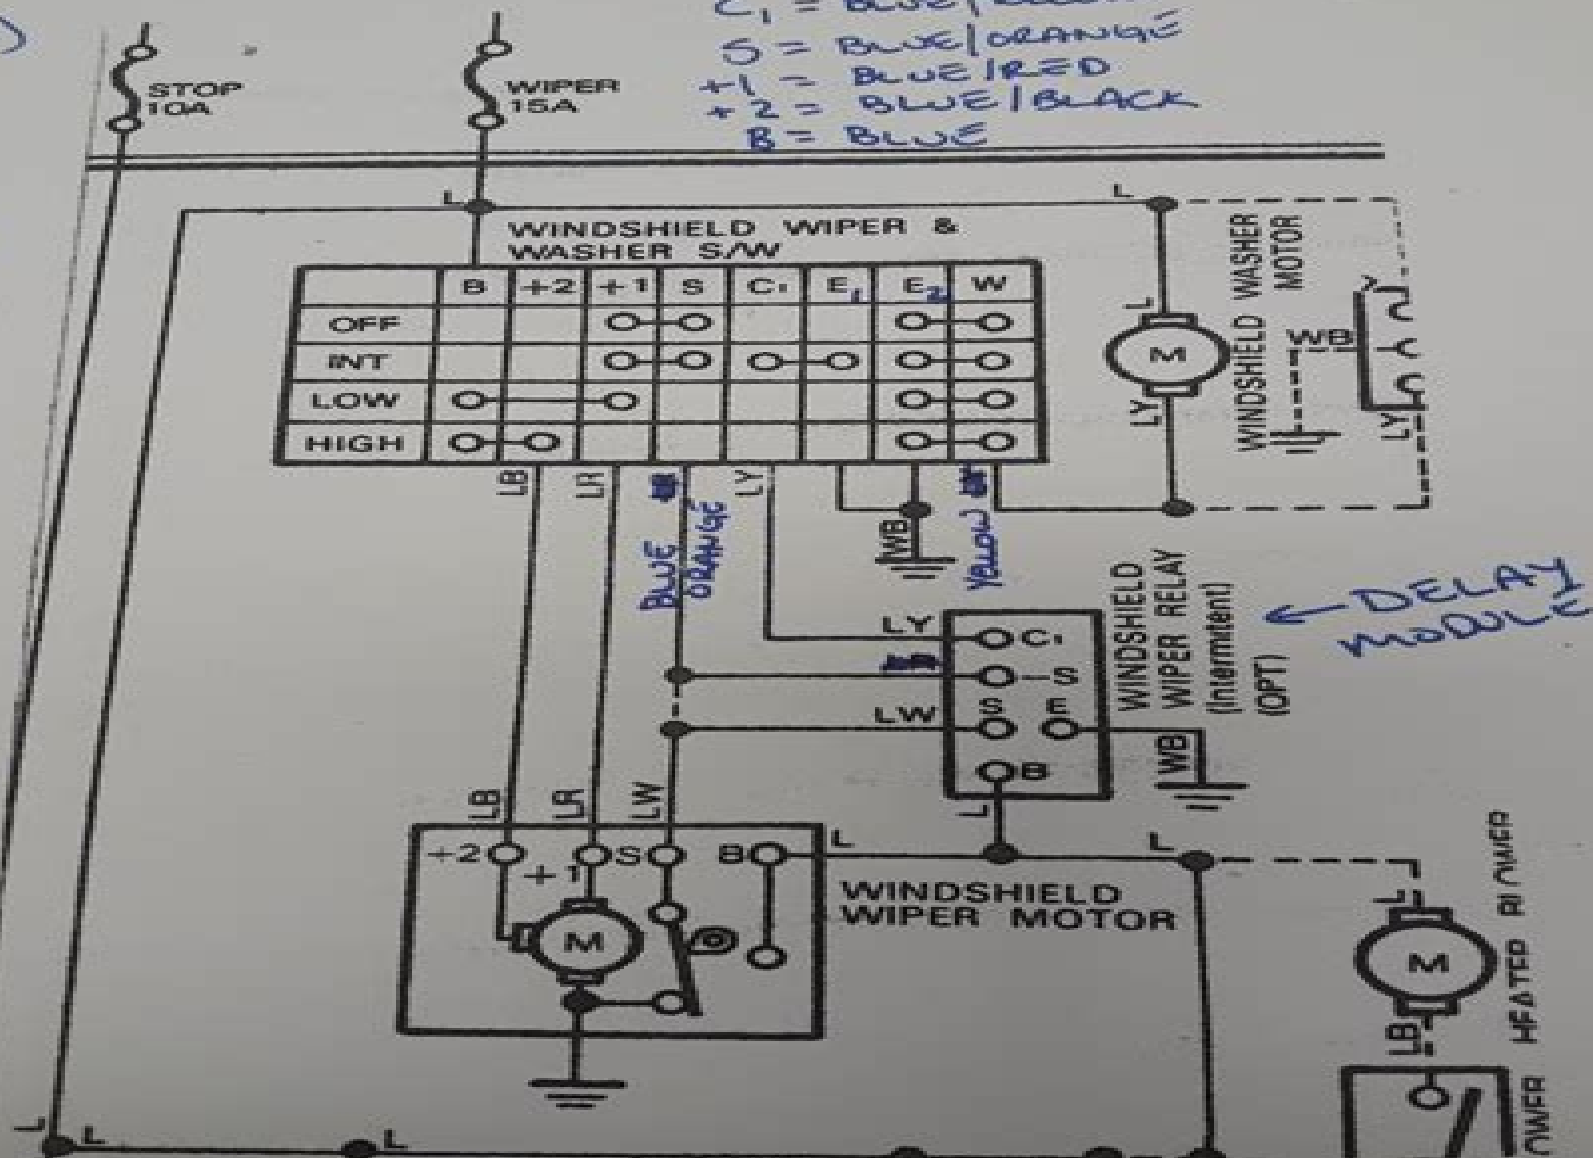 S = BLUE/ORANGE
+1 = BLUE/RED
+2 = BLUE/BLACK
B = BLUE
STOP
10A
WIPER
15A
L
L
WINDSHIELD WIPER &
WASHER S/W
B +2 +1 S C1 E1 E2 W
OFF
INT
LOW
HIGH
LB
LR
BLUE
ORANGE
LY
WB
YELLOW
L
M
LY
WINDSHIELD WASHER
MOTOR
WB
LY
LY
C1
-S
LW
S
E
B
L
WB
WINDSHIELD
WIPER RELAY
(Intermitent)
(OPT)
← DELAY
MODULE
LB
LR
LW
+2
+1
S
B
L
L
M
WINDSHIELD
WIPER MOTOR
L
M
LB
HEATER BLOWER
L
L
L